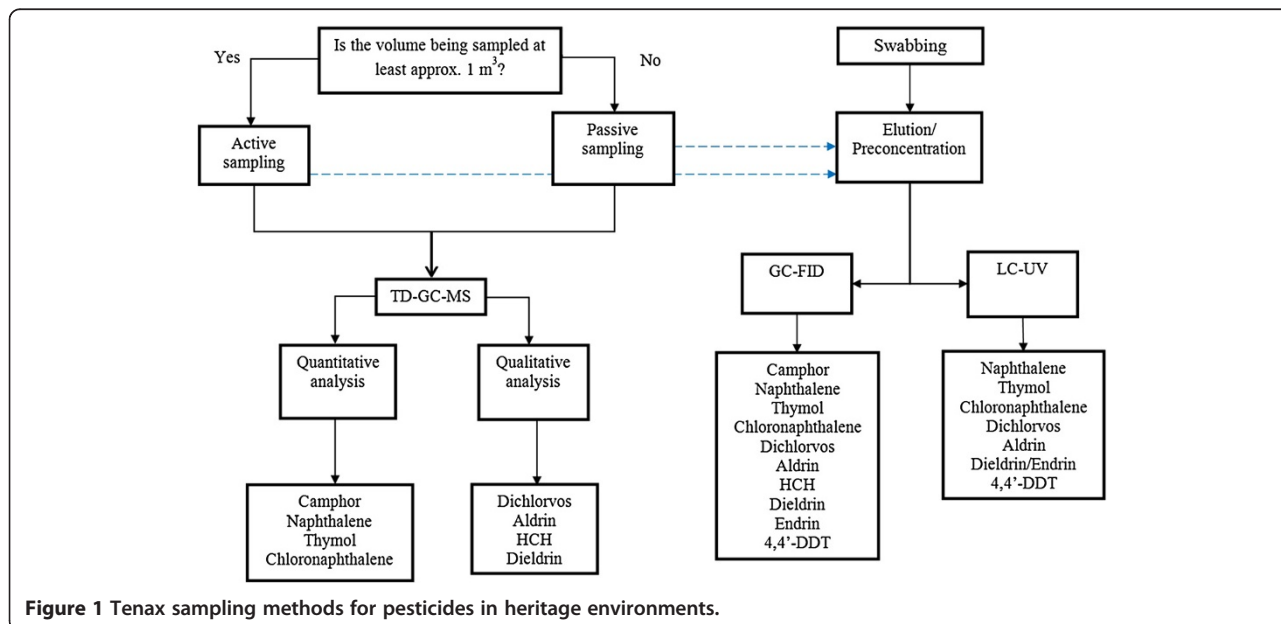 Is the volume being sampled at
least approx. 1 m³?
Yes
No
Swabbing
Active
sampling
Passive
sampling
Elution/
Preconcentration
TD-GC-MS
GC-FID
LC-UV
Quantitative
analysis
Qualitative
analysis
Camphor
Naphthalene
Thymol
Chloronaphthalene
Dichlorvos
Aldrin
HCH
Dieldrin
Camphor
Naphthalene
Thymol
Chloronaphthalene
Dichlorvos
Aldrin
HCH
Dieldrin
Endrin
4,4’-DDT
Naphthalene
Thymol
Chloronaphthalene
Dichlorvos
Aldrin
Dieldrin/Endrin
4,4’-DDT
Figure 1 Tenax sampling methods for pesticides in heritage environments.